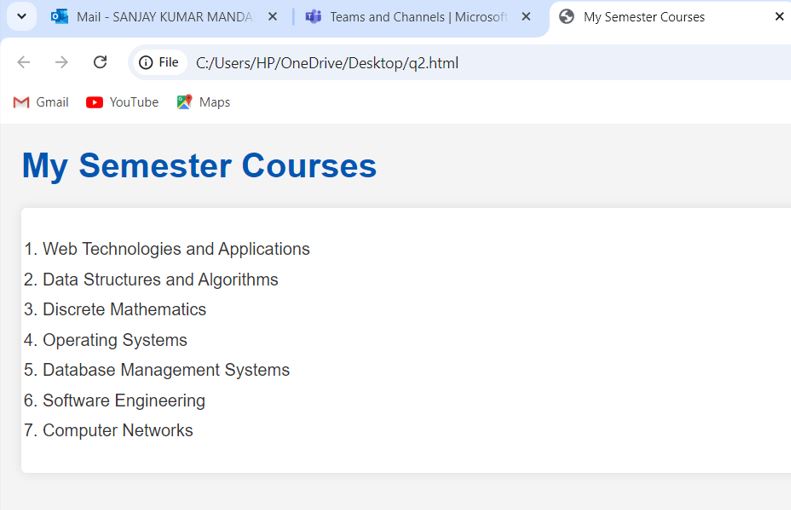 Mail - SANJAY KUMAR MANDA
Teams and Channels | Microsoft
My Semester Courses
File C:/Users/HP/OneDrive/Desktop/q2.html
Gmail YouTube Maps
My Semester Courses
1. Web Technologies and Applications
2. Data Structures and Algorithms
3. Discrete Mathematics
4. Operating Systems
5. Database Management Systems
6. Software Engineering
7. Computer Networks